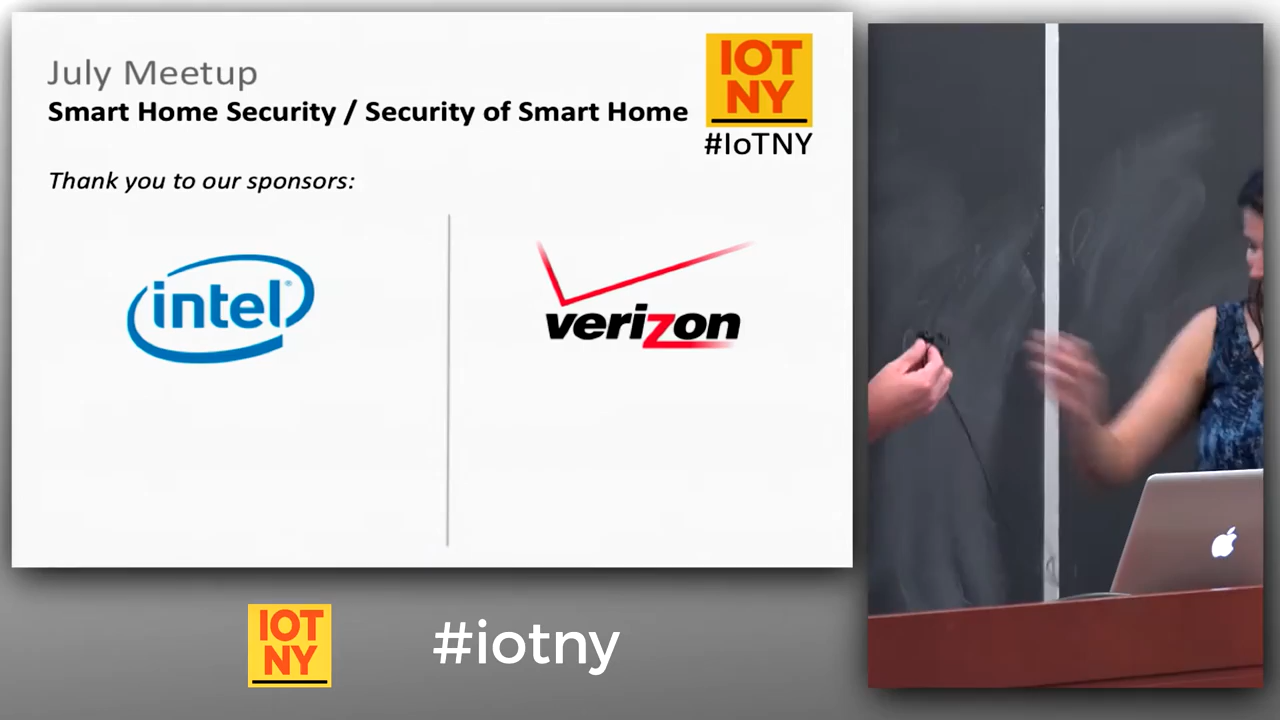 July Meetup
Smart Home Security / Security of Smart Home
IOT
NY
#IoTNY
Thank you to our sponsors:
intel
verizon
IOT
NY
#iotny